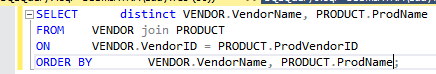 SELECT distinct VENDOR.VendorName, PRODUCT.ProdName
FROM VENDOR join PRODUCT
ON VENDOR.VendorID = PRODUCT.ProdVendorID
ORDER BY VENDOR.VendorName, PRODUCT.ProdName;